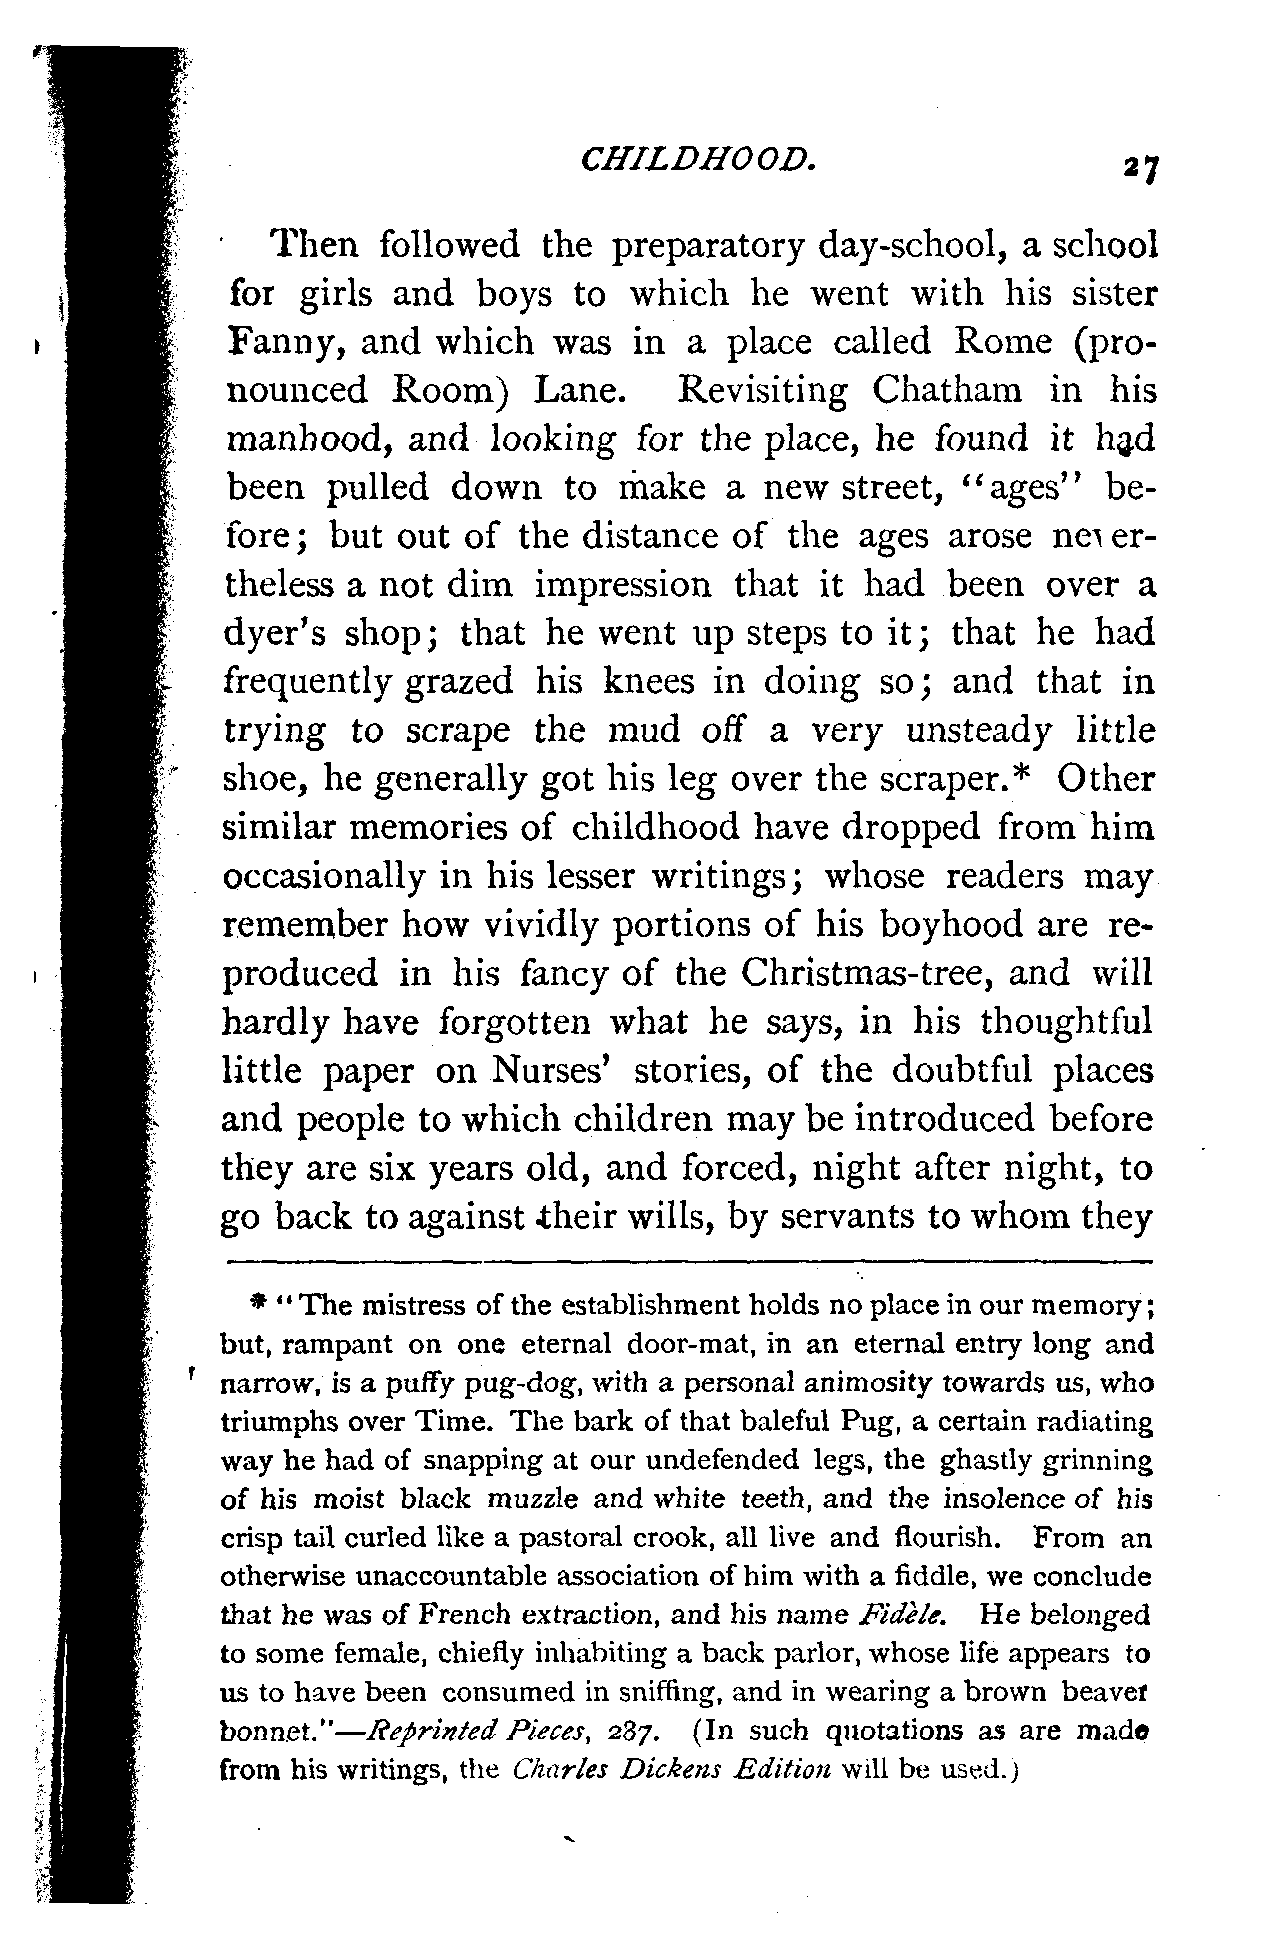 CHILDHOOD.
27
Then followed the preparatory day-school, a school
for girls and boys to which he went with his sister
Fanny, and which was in a place called Rome (pro-
nounced Room) Lane. Revisiting Chatham in his
manhood, and looking for the place, he found it had
been pulled down to make a new street, "ages" be-
fore; but out of the distance of the ages arose never-
theless a not dim impression that it had been over a
dyer's shop; that he went up steps to it; that he had
frequently grazed his knees in doing so; and that in
trying to scrape the mud off a very unsteady little
shoe, he generally got his leg over the scraper.* Other
similar memories of childhood have dropped from him
occasionally in his lesser writings; whose readers may
remember how vividly portions of his boyhood are re-
produced in his fancy of the Christmas-tree, and will
hardly have forgotten what he says, in his thoughtful
little paper on Nurses' stories, of the doubtful places
and people to which children may be introduced before
they are six years old, and forced, night after night, to
go back to against their wills, by servants to whom they
* "The mistress of the establishment holds no place in our memory;
but, rampant on one eternal door-mat, in an eternal entry long and
narrow, is a puffy pug-dog, with a personal animosity towards us, who
triumphs over Time. The bark of that baleful Pug, a certain radiating
way he had of snapping at our undefended legs, the ghastly grinning
of his moist black muzzle and white teeth, and the insolence of his
crisp tail curled like a pastoral crook, all live and flourish. From an
otherwise unaccountable association of him with a fiddle, we conclude
that he was of French extraction, and his name Fidèle. He belonged
to some female, chiefly inhabiting a back parlor, whose life appears to
us to have been consumed in sniffing, and in wearing a brown beaver
bonnet."—Reprinted Pieces, 287. (In such quotations as are made
from his writings, the Charles Dickens Edition will be used.)